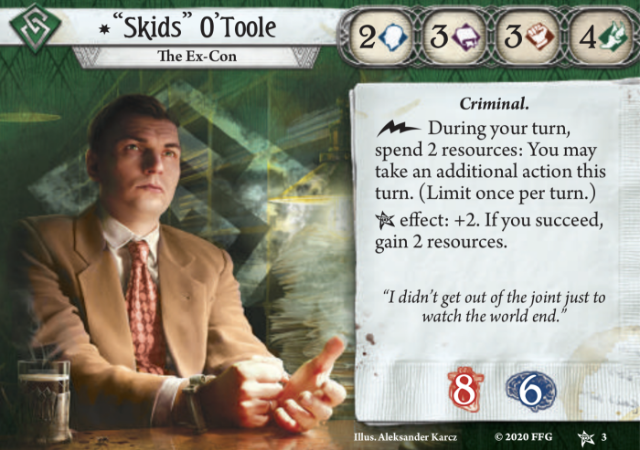 "Skids" O'Toole
The Ex-Con
2 3 3 4
Criminal.
During your turn,
spend 2 resources: You may
take an additional action this
turn. (Limit once per turn.)
effect: +2. If you succeed,
gain 2 resources.
"I didn't get out of the joint just to
watch the world end."
8 6
Illus. Aleksander Karcz © 2020 FFG 3